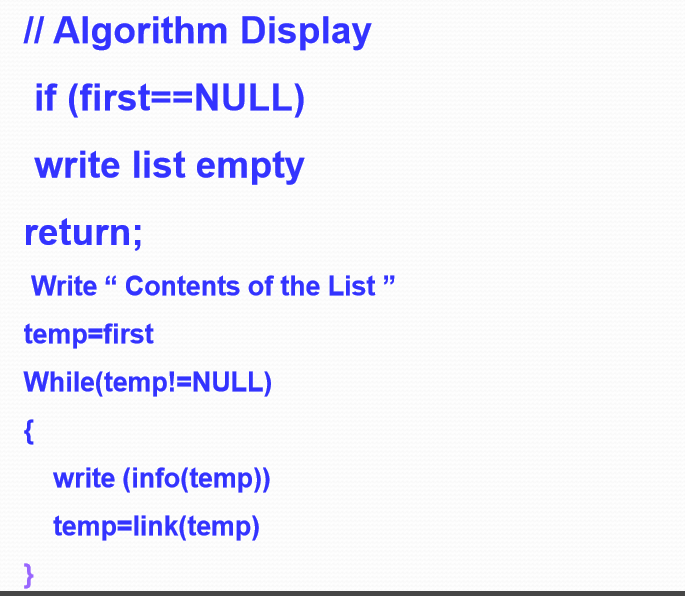 // Algorithm Display
if (first==NULL)
write list empty
return;
Write “ Contents of the List ”
temp=first
While(temp!=NULL)
{
write (info(temp))
temp=link(temp)
}